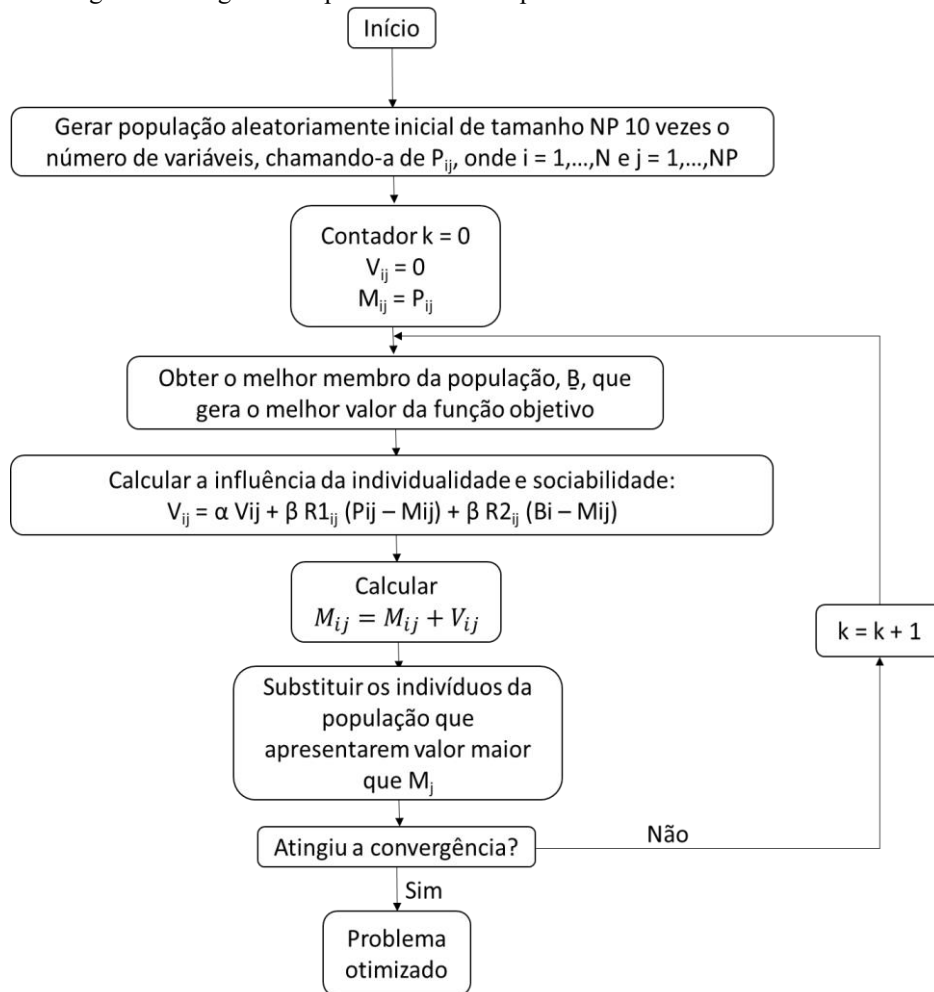 Início
Gerar população aleatoriamente inicial de tamanho NP 10 vezes o
número de variáveis, chamando-a de P_ij, onde i = 1,...,N e j = 1,...,NP
Contador k = 0
V_ij = 0
M_ij = P_ij
Obter o melhor membro da população, B̲, que
gera o melhor valor da função objetivo
Calcular a influência da individualidade e sociabilidade:
V_ij = α Vij + β R1_ij (Pij – Mij) + β R2_ij (Bi – Mij)
Calcular
M_ij = M_ij + V_ij
k = k + 1
Substituir os indivíduos da
população que
apresentarem valor maior
que M_j
Atingiu a convergência?
Não
Sim
Problema
otimizado